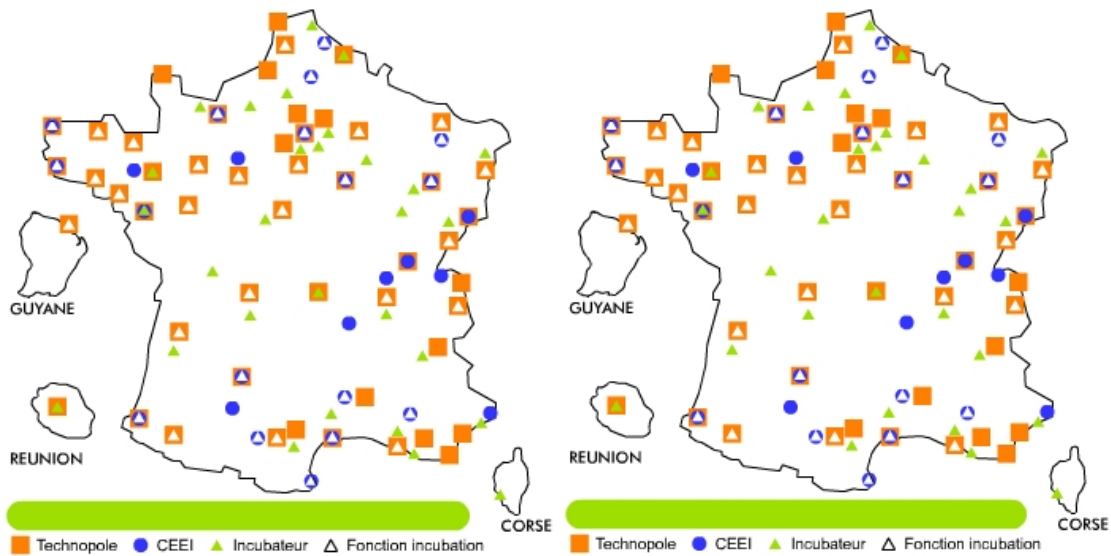 GUYANE
REUNION
CORSE
Technopole CEEI Incubateur Fonction incubation
GUYANE
REUNION
CORSE
Technopole CEEI Incubateur Fonction incubation